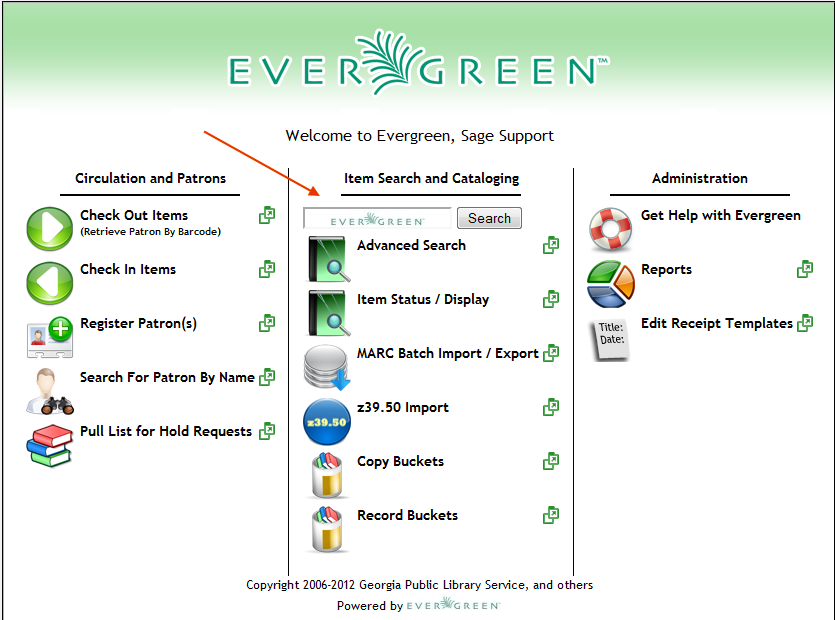 EVERGREEN™
Welcome to Evergreen, Sage Support
Circulation and Patrons
Check Out Items
(Retrieve Patron By Barcode)
Check In Items
Register Patron(s)
Search For Patron By Name
Pull List for Hold Requests
Item Search and Cataloging
EVERGREEN Search
Advanced Search
Item Status / Display
MARC Batch Import / Export
z39.50 z39.50 Import
Copy Buckets
Record Buckets
Administration
Get Help with Evergreen
Reports
Title:
Date:
Edit Receipt Templates
Copyright 2006-2012 Georgia Public Library Service, and others
Powered by EVERGREEN